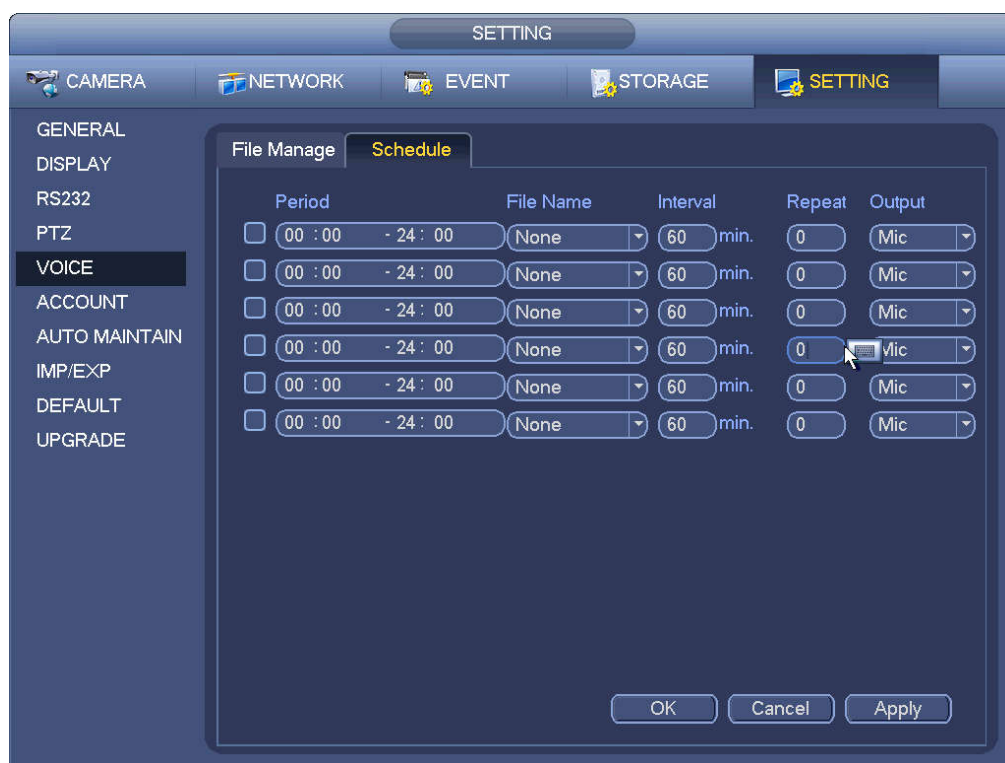 SETTING
CAMERA NETWORK EVENT STORAGE SETTING
GENERAL
DISPLAY
RS232
PTZ
VOICE
ACCOUNT
AUTO MAINTAIN
IMP/EXP
DEFAULT
UPGRADE
File Manage Schedule
Period File Name Interval Repeat Output
00 :00 - 24 : 00 None 60 min. 0 Mic
00 :00 - 24 : 00 None 60 min. 0 Mic
00 :00 - 24 : 00 None 60 min. 0 Mic
00 :00 - 24 : 00 None 60 min. 0 Mic
00 :00 - 24 : 00 None 60 min. 0 Mic
00 :00 - 24 : 00 None 60 min. 0 Mic
OK Cancel Apply